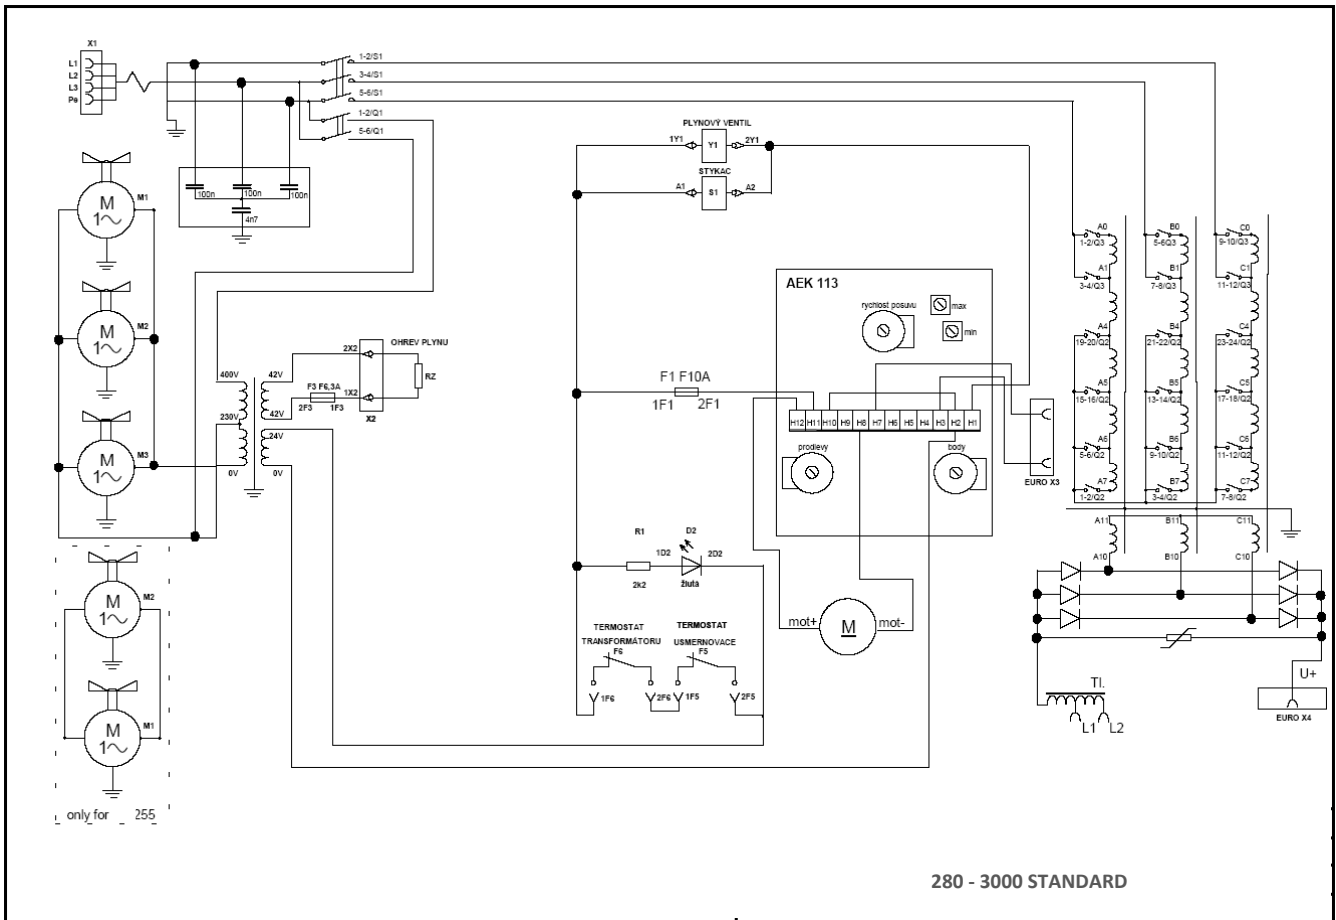 X1
L1
L2
L3
Pe
1-2/S1
3-4/S1
5-6/S1
1-2/Q1
5-6/Q1
100n
100n
100n
4n7
M
1
M1
M
1
M2
M
1
M3
400V
230V
0V
42V
42V
24V
0V
F3 F6,3A
2F3
1F3
2X2
1X2
X2
OHREV PLYNU
RZ
PLYNOVÝ VENTIL
1Y1
Y1
2Y1
STYKAC
A1
S1
A2
AEK 113
rychlost posuvu
max
min
F1 F10A
1F1
2F1
H12
H11
H10
H9
H8
H7
H6
H5
H4
H3
H2
H1
prodlevy
body
EURO X3
R1
2k2
1D2
D2
2D2
žlutá
TERMOSTAT
TRANSFORMÁTORU
F6
1F6
2F6
TERMOSTAT
USMERNOVACE
F5
1F5
2F5
mot+
M
mot-
A0
1-2/Q3
A1
3-4/Q3
A4
19-20/Q2
A5
15-16/Q2
A6
5-6/Q2
A7
1-2/Q2
B0
5-6Q3
B1
7-8/Q3
B4
21-22/Q2
B5
13-14/Q2
B6
9-10/Q2
B7
3-4/Q2
C0
9-10/Q3
C1
11-12/Q3
C4
23-24/Q2
C5
17-18/Q2
C6
11-12/Q2
C7
7-8/Q2
A11
A10
B11
B10
C11
C10
Tl.
L1
L2
U+
EURO X4
M
1
M2
M
1
M1
only for 255
280 - 3000 STANDARD